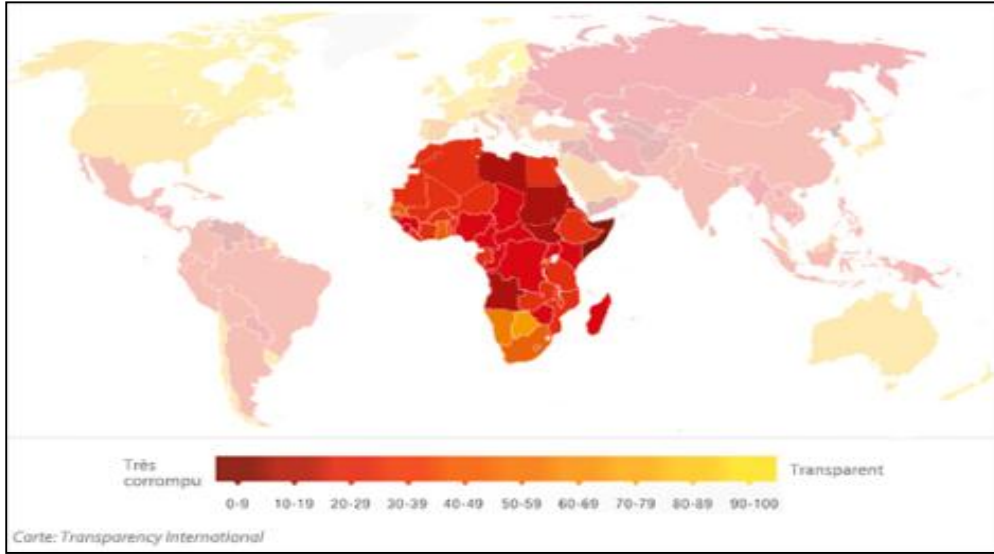 Très
corrompu
Transparent
0-9 10-19 20-29 30-39 40-49 50-59 60-69 70-79 80-89 90-100
Carte: Transparency International